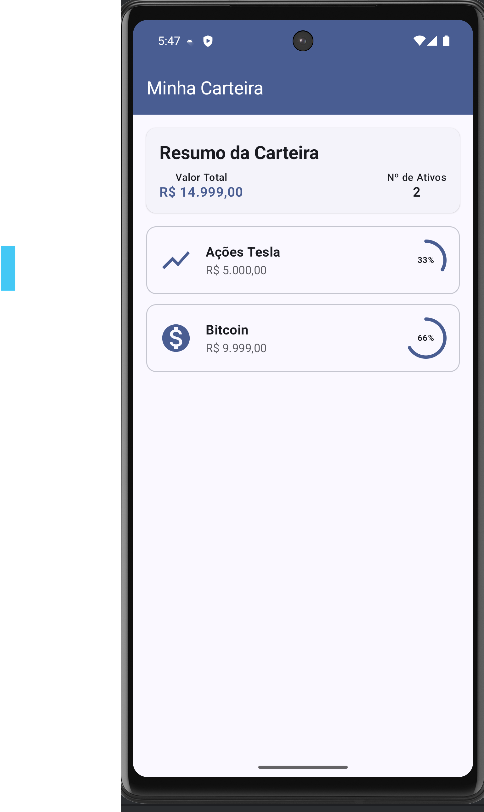 5:47
Minha Carteira
Resumo da Carteira
Valor Total
R$ 14.999,00
Nº de Ativos
2
Ações Tesla
R$ 5.000,00
33%
Bitcoin
R$ 9.999,00
66%